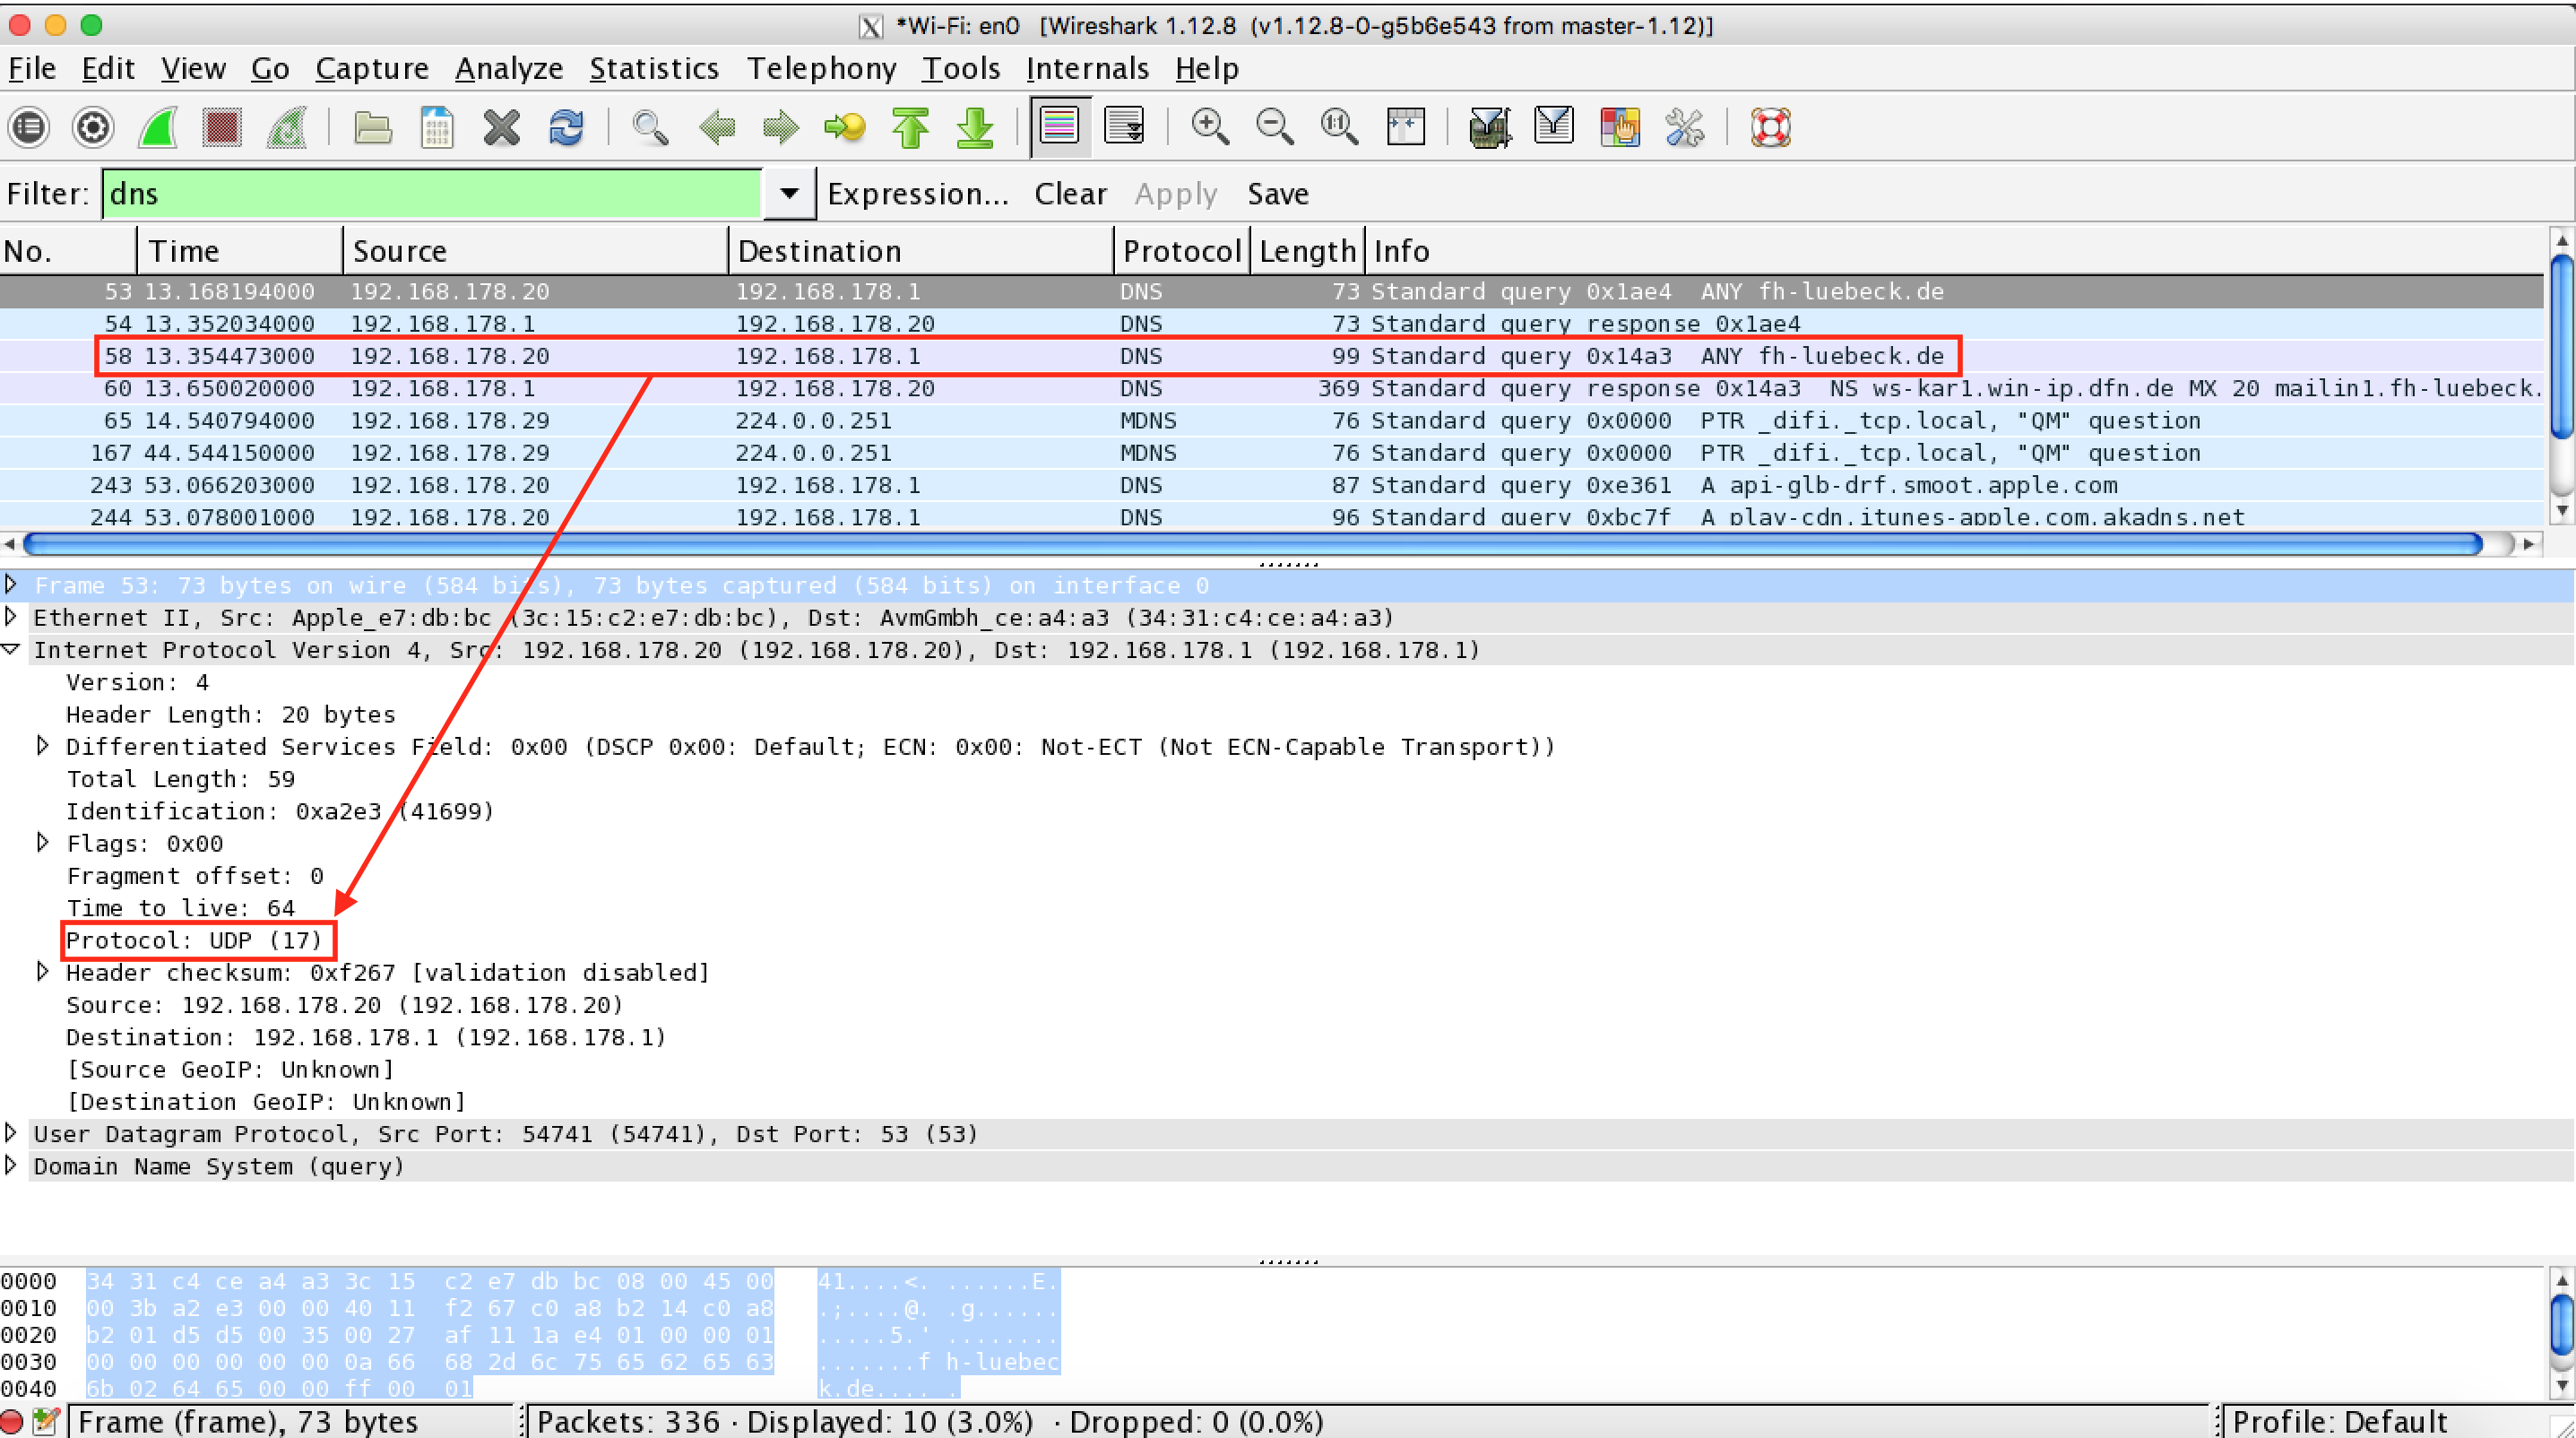 *Wi-Fi: en0 [Wireshark 1.12.8 (v1.12.8-0-g5b6e543 from master-1.12)]
File Edit View Go Capture Analyze Statistics Telephony Tools Internals Help
Filter: dns Expression... Clear Apply Save
No. Time Source Destination Protocol Length Info
53 13.168194000 192.168.178.20 192.168.178.1 DNS 73 Standard query 0x1ae4 ANY fh-luebeck.de
54 13.352034000 192.168.178.1 192.168.178.20 DNS 73 Standard query response 0x1ae4
58 13.354473000 192.168.178.20 192.168.178.1 DNS 99 Standard query 0x14a3 ANY fh-luebeck.de
60 13.650020000 192.168.178.1 192.168.178.20 DNS 369 Standard query response 0x14a3 NS ws-kar1.win-ip.dfn.de MX 20 mailin1.fh-luebeck.
65 14.540794000 192.168.178.29 224.0.0.251 MDNS 76 Standard query 0x0000 PTR _difi._tcp.local, "QM" question
167 44.544150000 192.168.178.29 224.0.0.251 MDNS 76 Standard query 0x0000 PTR _difi._tcp.local, "QM" question
243 53.066203000 192.168.178.20 192.168.178.1 DNS 87 Standard query 0xe361 A api-glb-drf.smoot.apple.com
244 53.078001000 192.168.178.20 192.168.178.1 DNS 96 Standard query 0xbc7f A play-cdn.itunes-apple.com.akadns.net
Frame 53: 73 bytes on wire (584 bits), 73 bytes captured (584 bits) on interface 0
Ethernet II, Src: Apple_e7:db:bc (3c:15:c2:e7:db:bc), Dst: AvmGmbh_ce:a4:a3 (34:31:c4:ce:a4:a3)
Internet Protocol Version 4, Src: 192.168.178.20 (192.168.178.20), Dst: 192.168.178.1 (192.168.178.1)
Version: 4
Header Length: 20 bytes
Differentiated Services Field: 0x00 (DSCP 0x00: Default; ECN: 0x00: Not-ECT (Not ECN-Capable Transport))
Total Length: 59
Identification: 0xa2e3 (41699)
Flags: 0x00
Fragment offset: 0
Time to live: 64
Protocol: UDP (17)
Header checksum: 0xf267 [validation disabled]
Source: 192.168.178.20 (192.168.178.20)
Destination: 192.168.178.1 (192.168.178.1)
[Source GeoIP: Unknown]
[Destination GeoIP: Unknown]
User Datagram Protocol, Src Port: 54741 (54741), Dst Port: 53 (53)
Domain Name System (query)
0000 34 31 c4 ce a4 a3 3c 15 c2 e7 db bc 08 00 45 00 41....<. ......E.
0010 00 3b a2 e3 00 00 40 11 f2 67 c0 a8 b2 14 c0 a8 .;....@. .g......
0020 b2 01 d5 d5 00 35 00 27 af 11 1a e4 01 00 00 01 .....5.' ........
0030 00 00 00 00 00 00 0a 66 68 2d 6c 75 65 62 65 63 .......f h-luebec
0040 6b 02 64 65 00 00 ff 00 01 k.de.... .
Frame (frame), 73 bytes Packets: 336 · Displayed: 10 (3.0%) · Dropped: 0 (0.0%) Profile: Default